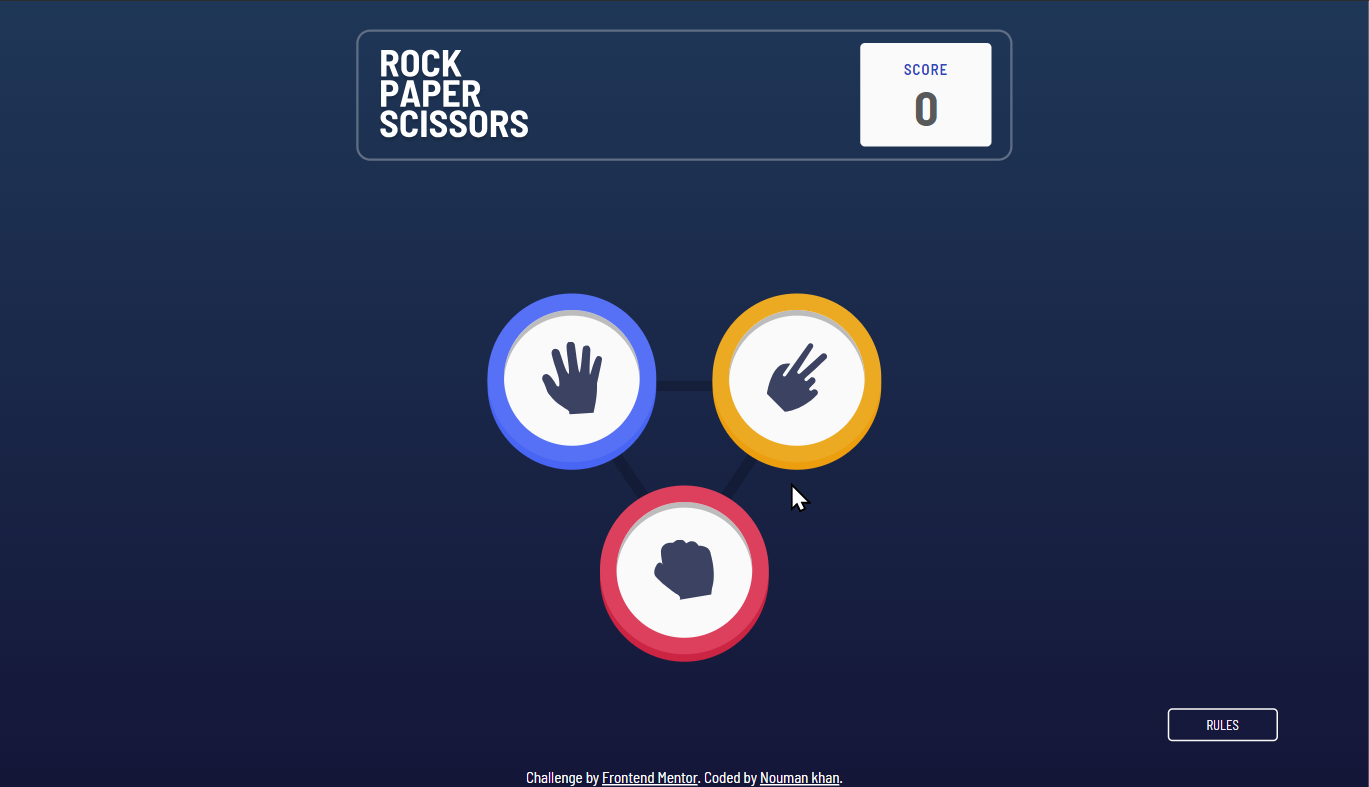 ROCK
PAPER
SCISSORS
SCORE
0
RULES
Challenge by Frontend Mentor. Coded by Nouman khan.